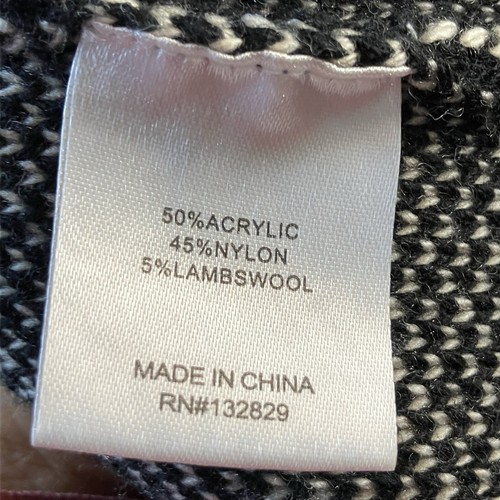 50%ACRYLIC
45%NYLON
5%LAMBSWOOL
MADE IN CHINA
RN#132829